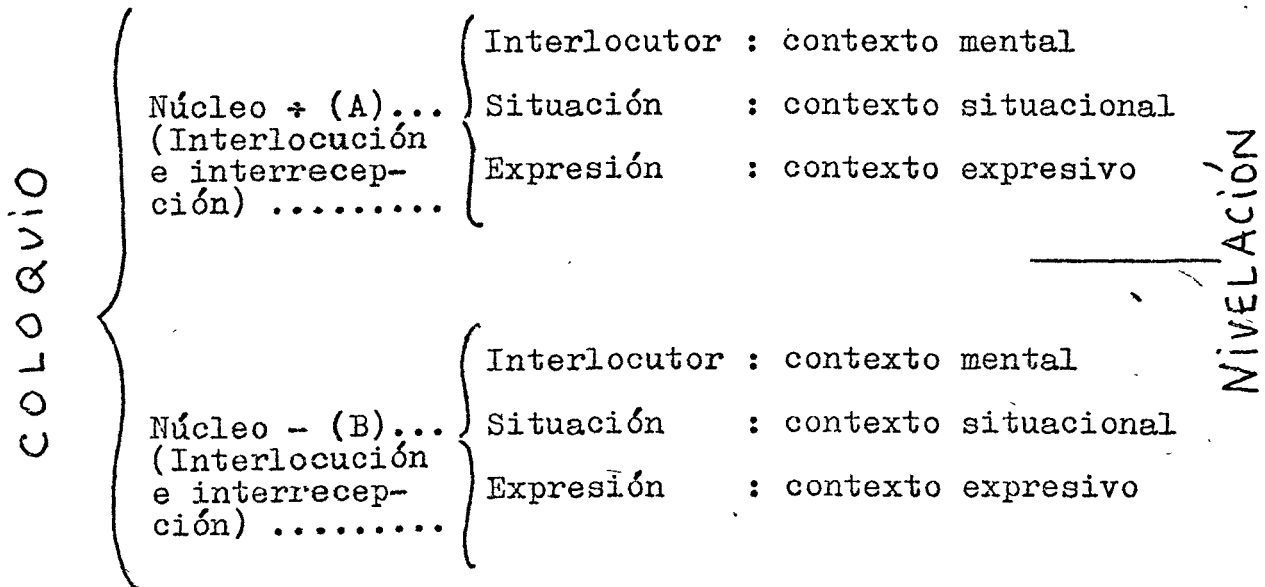 COLOQVIO
Interlocutor : contexto mental
Núcleo + (A)... Situación : contexto situacional
(Interlocución
e interrecep- Expresión : contexto expresivo
ción) .........
NIVELACIÓN
Interlocutor : contexto mental
Núcleo - (B)... Situación : contexto situacional
(Interlocución
e interrecep- Expresión : contexto expresivo
ción) .........